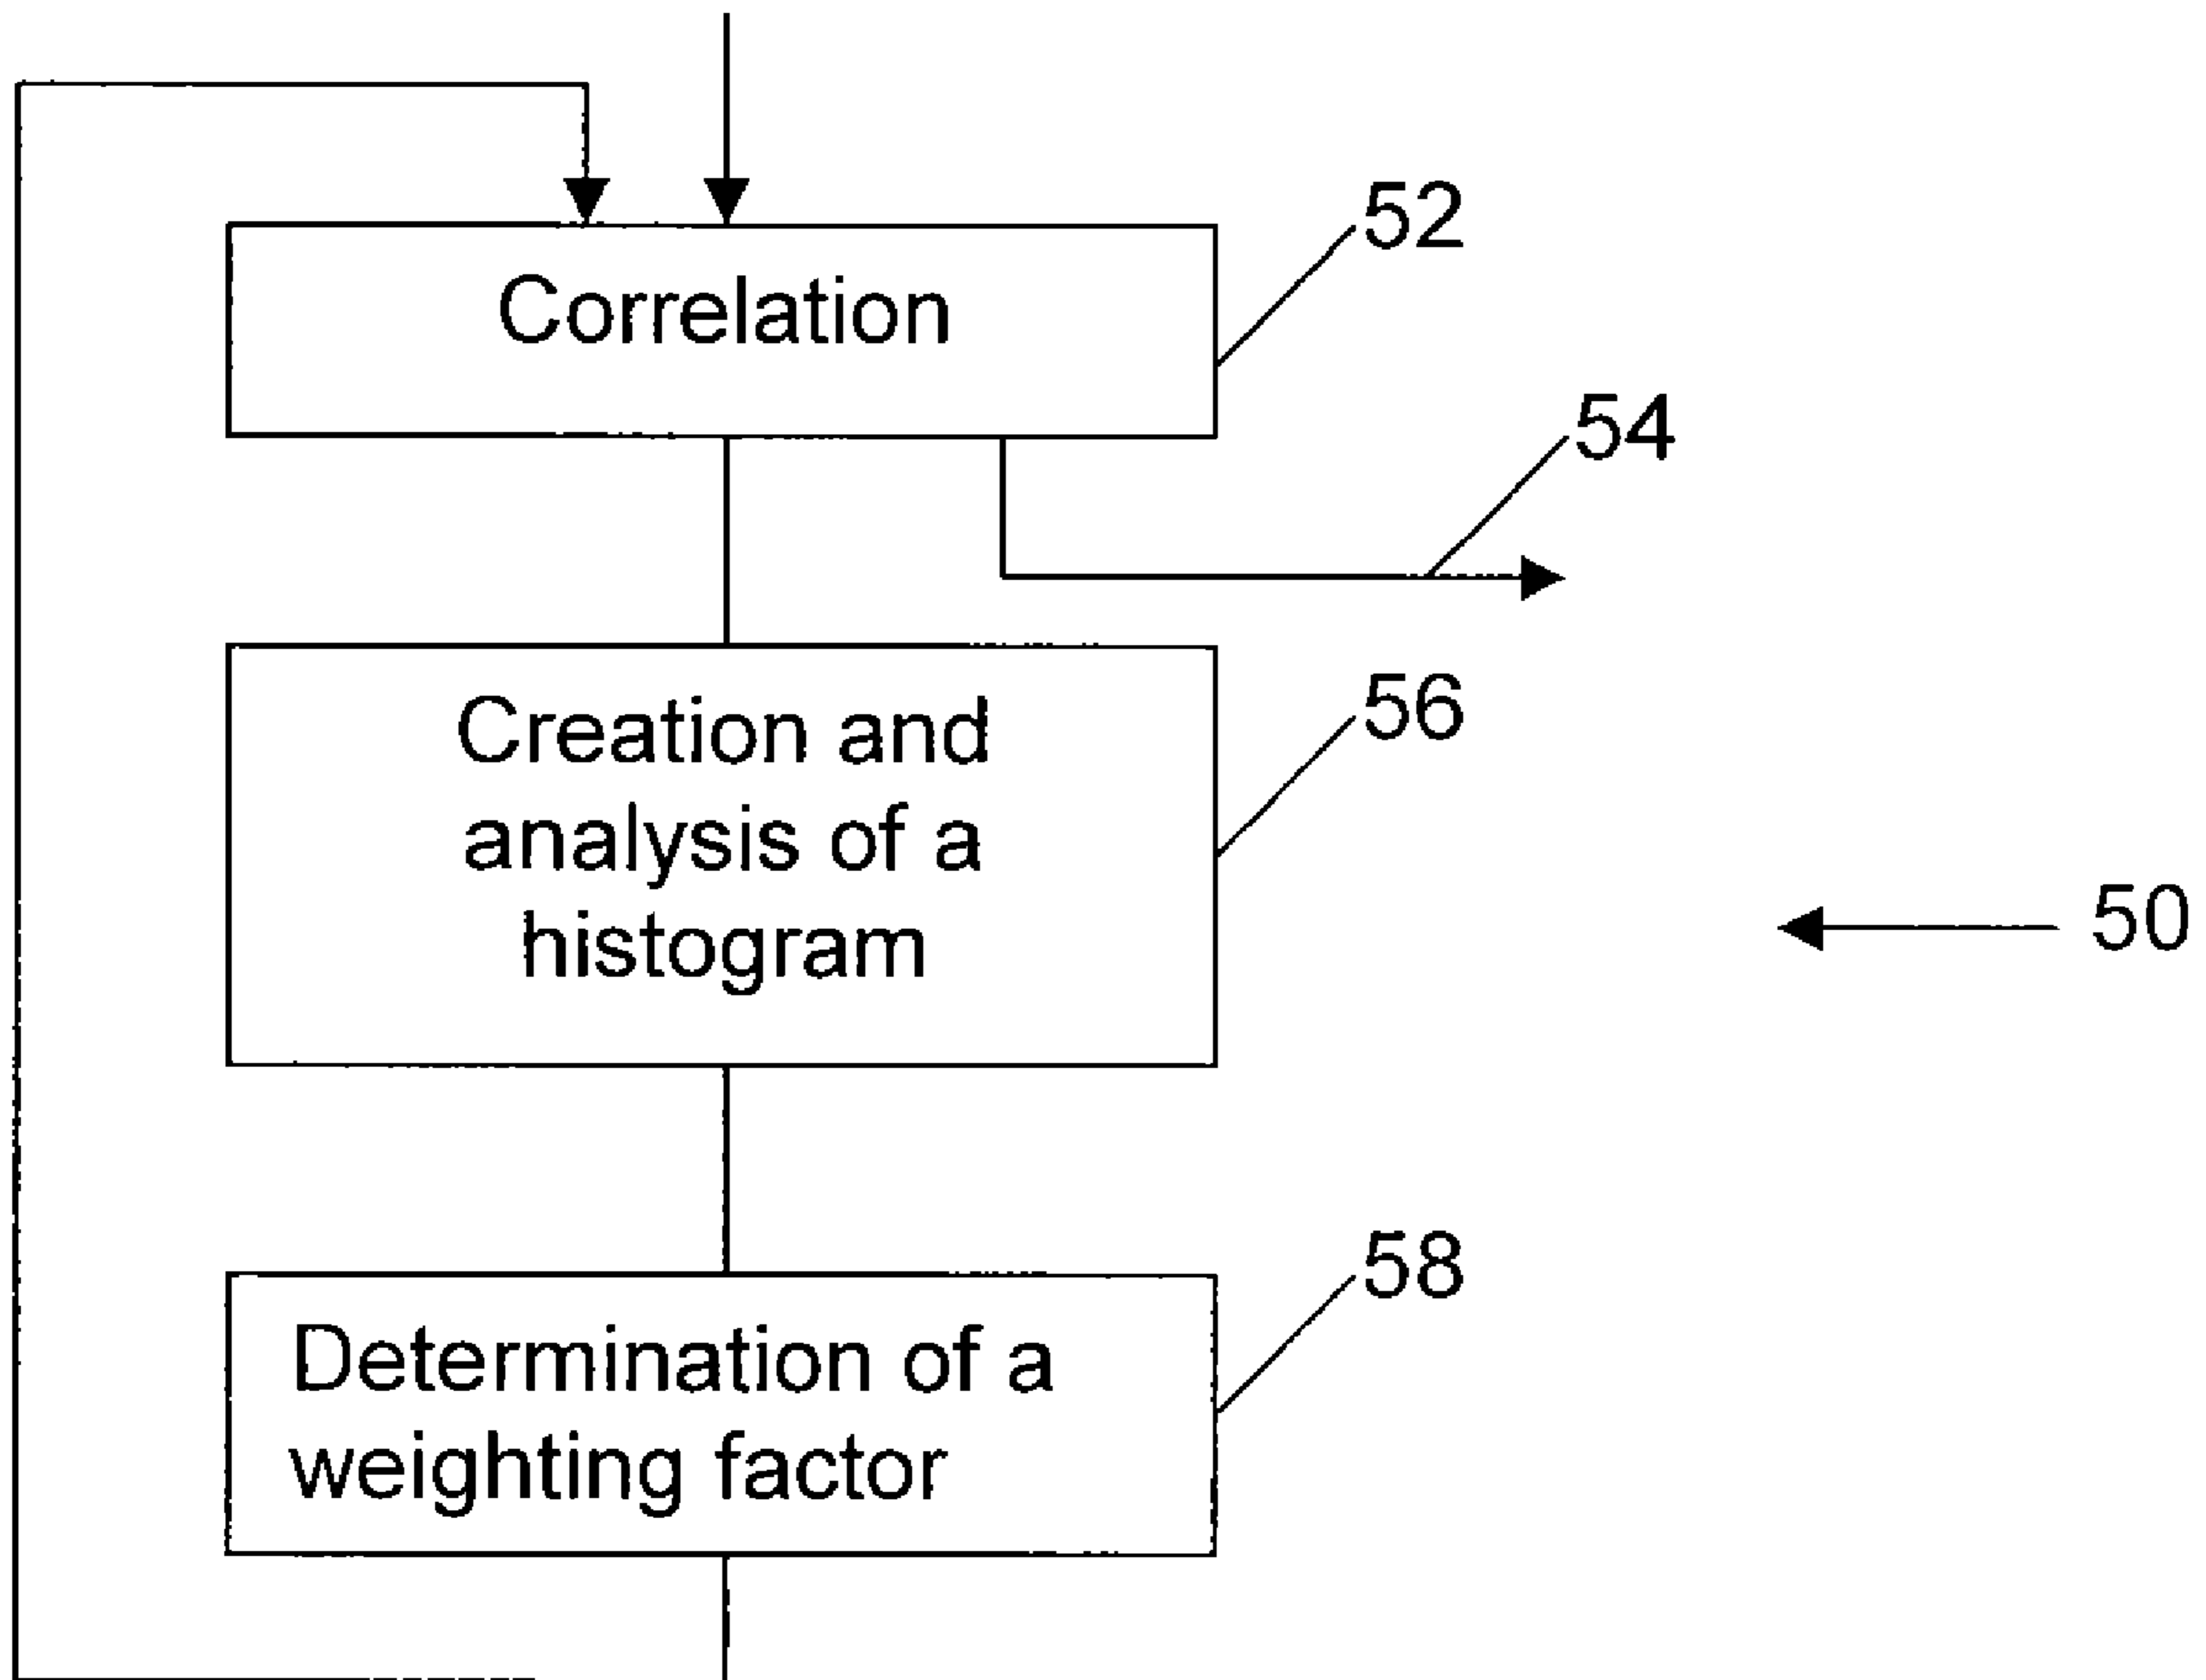 52
Correlation
54
56
Creation and
analysis of a
histogram
50
58
Determination of a
weighting factor